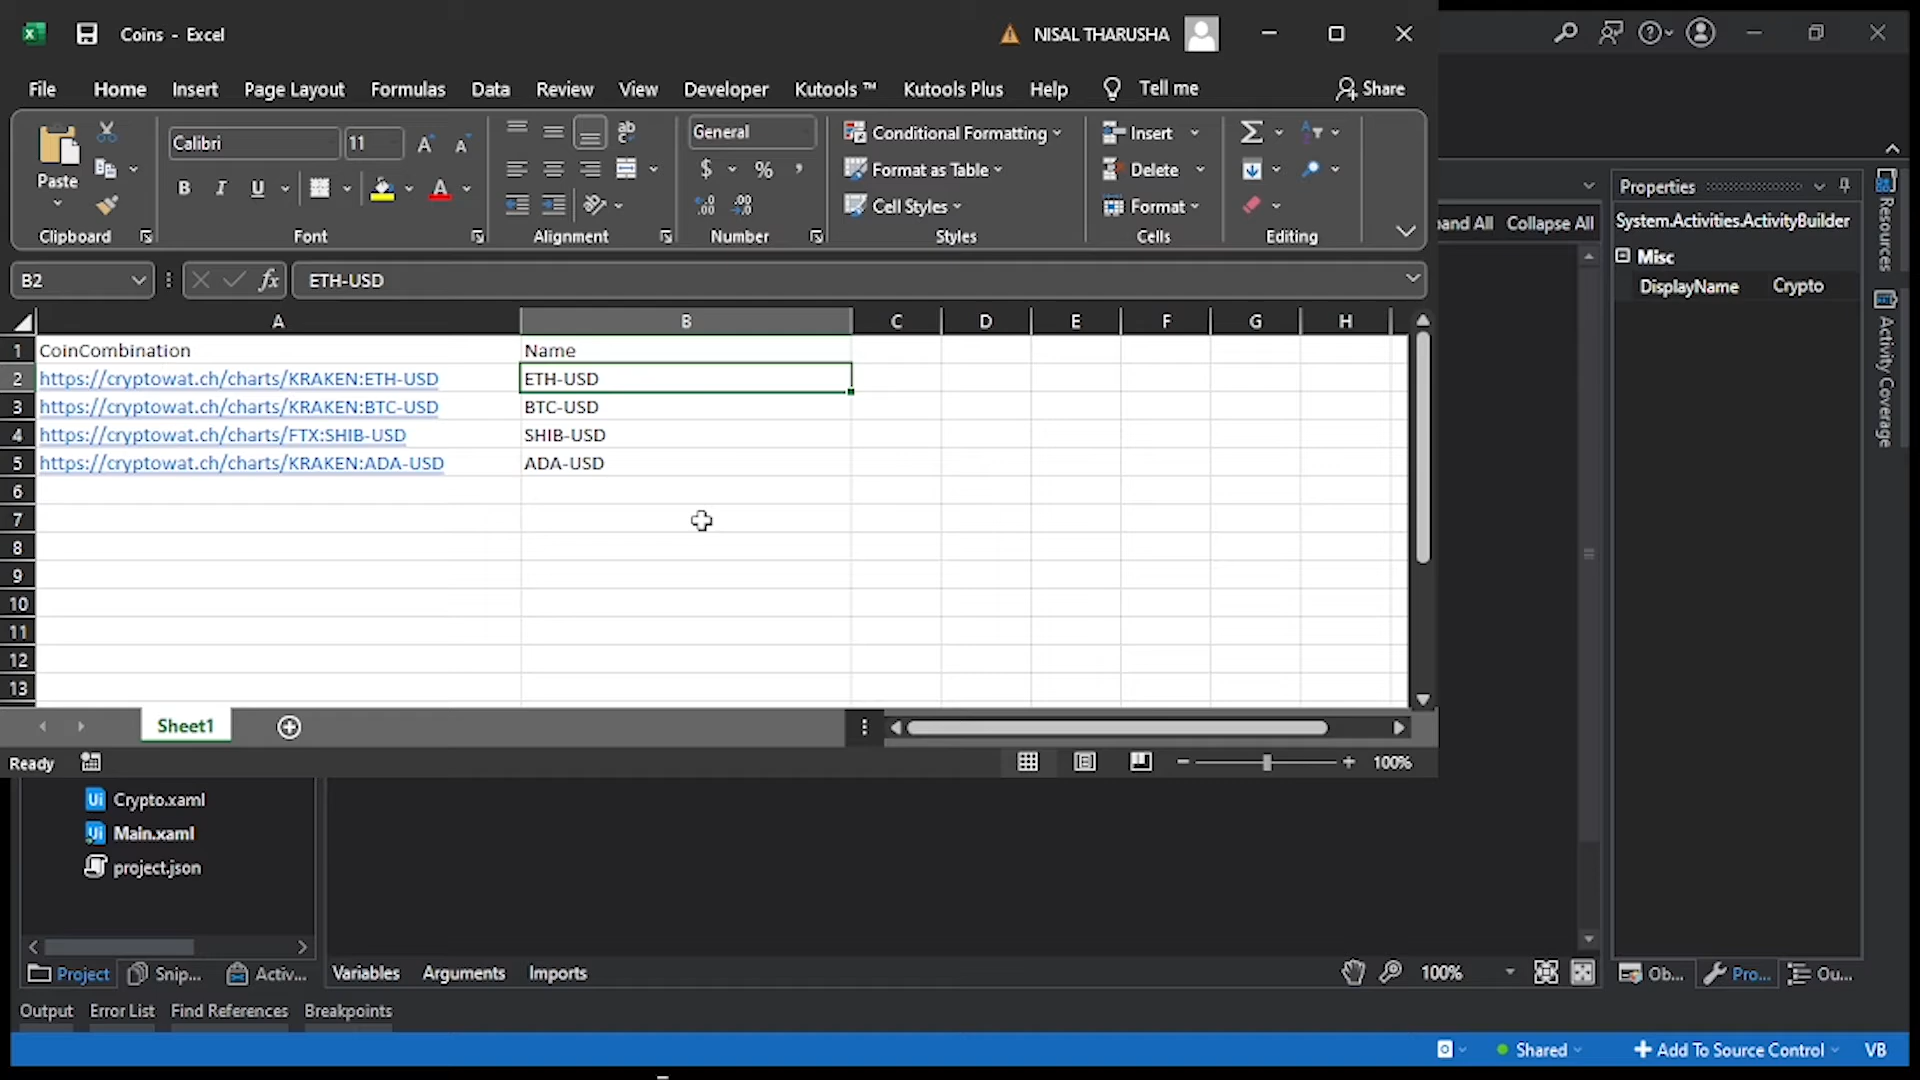 Coins - Excel
NISAL THARUSHA
File Home Insert Page Layout Formulas Data Review View Developer Kutools ™ Kutools Plus Help Tell me Share
Paste
Calibri 11
General
Conditional Formatting
Format as Table
Cell Styles
Insert
Delete
Format
Clipboard Font Alignment Number Styles Cells Editing
B2 fx ETH-USD
A B C D E F G H
1 CoinCombination Name
2 https://cryptowat.ch/charts/KRAKEN:ETH-USD ETH-USD
3 https://cryptowat.ch/charts/KRAKEN:BTC-USD BTC-USD
4 https://cryptowat.ch/charts/FTX:SHIB-USD SHIB-USD
5 https://cryptowat.ch/charts/KRAKEN:ADA-USD ADA-USD
6
7
8
9
10
11
12
13
Sheet1
Ready 100%
Properties
System.Activities.ActivityBuilder
Misc
DisplayName Crypto
and All Collapse All
Resources
Activity Coverage
Crypto.xaml
Main.xaml
project.json
Project Snip... Activ... Variables Arguments Imports 100% Ob... Pro... Ou...
Output Error List Find References Breakpoints
Shared Add To Source Control VB